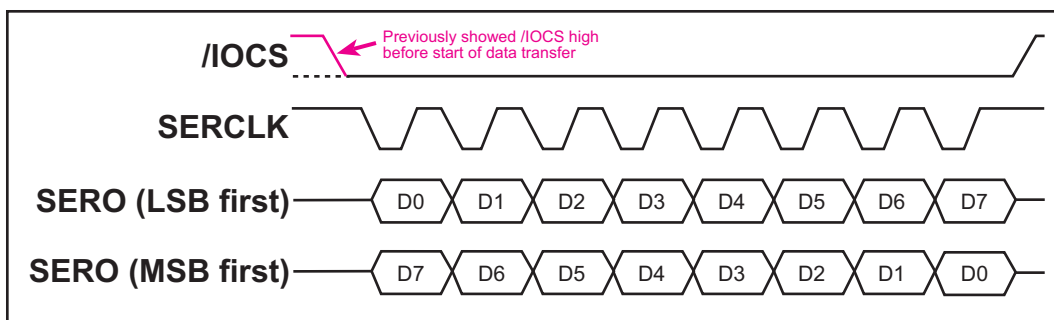 Previously showed /IOCS high
before start of data transfer
/IOCS
SERCLK
SERO (LSB first) D0 D1 D2 D3 D4 D5 D6 D7
SERO (MSB first) D7 D6 D5 D4 D3 D2 D1 D0